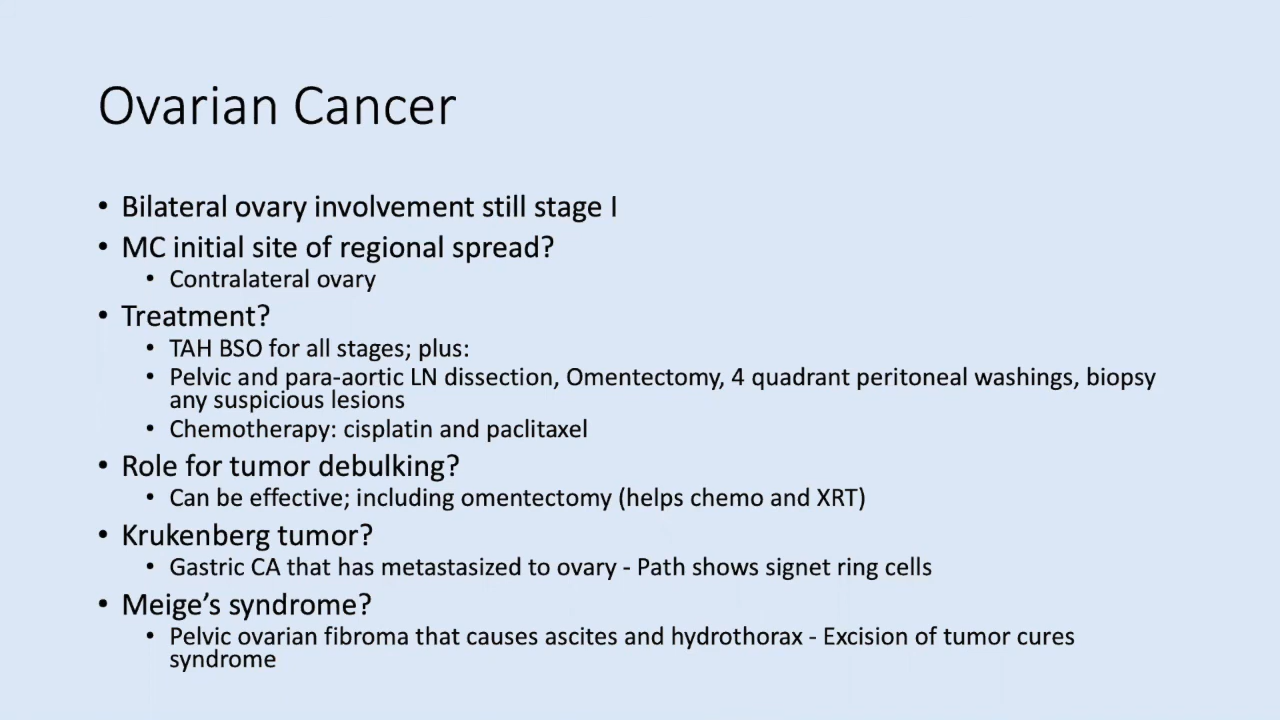 Ovarian Cancer
• Bilateral ovary involvement still stage I
• MC initial site of regional spread?
• Contralateral ovary
• Treatment?
• TAH BSO for all stages; plus:
• Pelvic and para-aortic LN dissection, Omentectomy, 4 quadrant peritoneal washings, biopsy
any suspicious lesions
• Chemotherapy: cisplatin and paclitaxel
• Role for tumor debulking?
• Can be effective; including omentectomy (helps chemo and XRT)
• Krukenberg tumor?
• Gastric CA that has metastasized to ovary - Path shows signet ring cells
• Meige’s syndrome?
• Pelvic ovarian fibroma that causes ascites and hydrothorax - Excision of tumor cures
syndrome